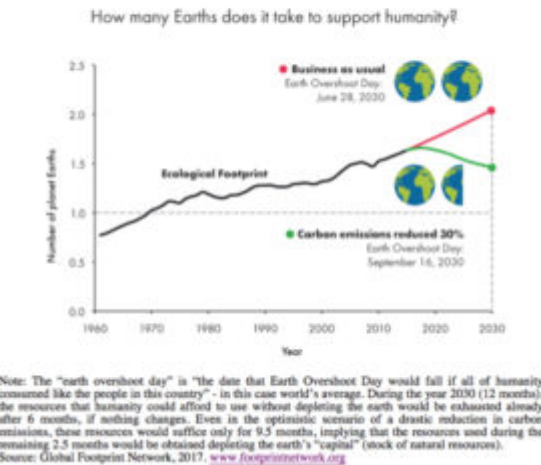 How many Earths does it take to support humanity?
2.5
Business as usual
Earth Overshoot Day:
June 28, 2030
2.0
1.5
Ecological Footprint
1.0
Carbon emissions reduced 30%
Earth Overshoot Day:
September 16, 2030
0.5
0.0
Number of planet Earths
1960 1970 1980 1990 2000 2010 2020 2030
Year
Note: The "earth overshoot day" is "the date that Earth Overshoot Day would fall if all of humanity
consumed like the people in this country" - in this case world's average. During the year 2030 (12 months)
the resources that humanity could afford to use without depleting the earth would be exhausted already
after 6 months, if nothing changes. Even in the optimistic scenario of a drastic reduction in carbon
emissions, these resources would suffice only for 9.5 months, implying that the resources used during the
remaining 2.5 months would be obtained depleting the earth's "capital" (stock of natural resources).
Source: Global Footprint Network, 2017. www.footprintnetwork.org